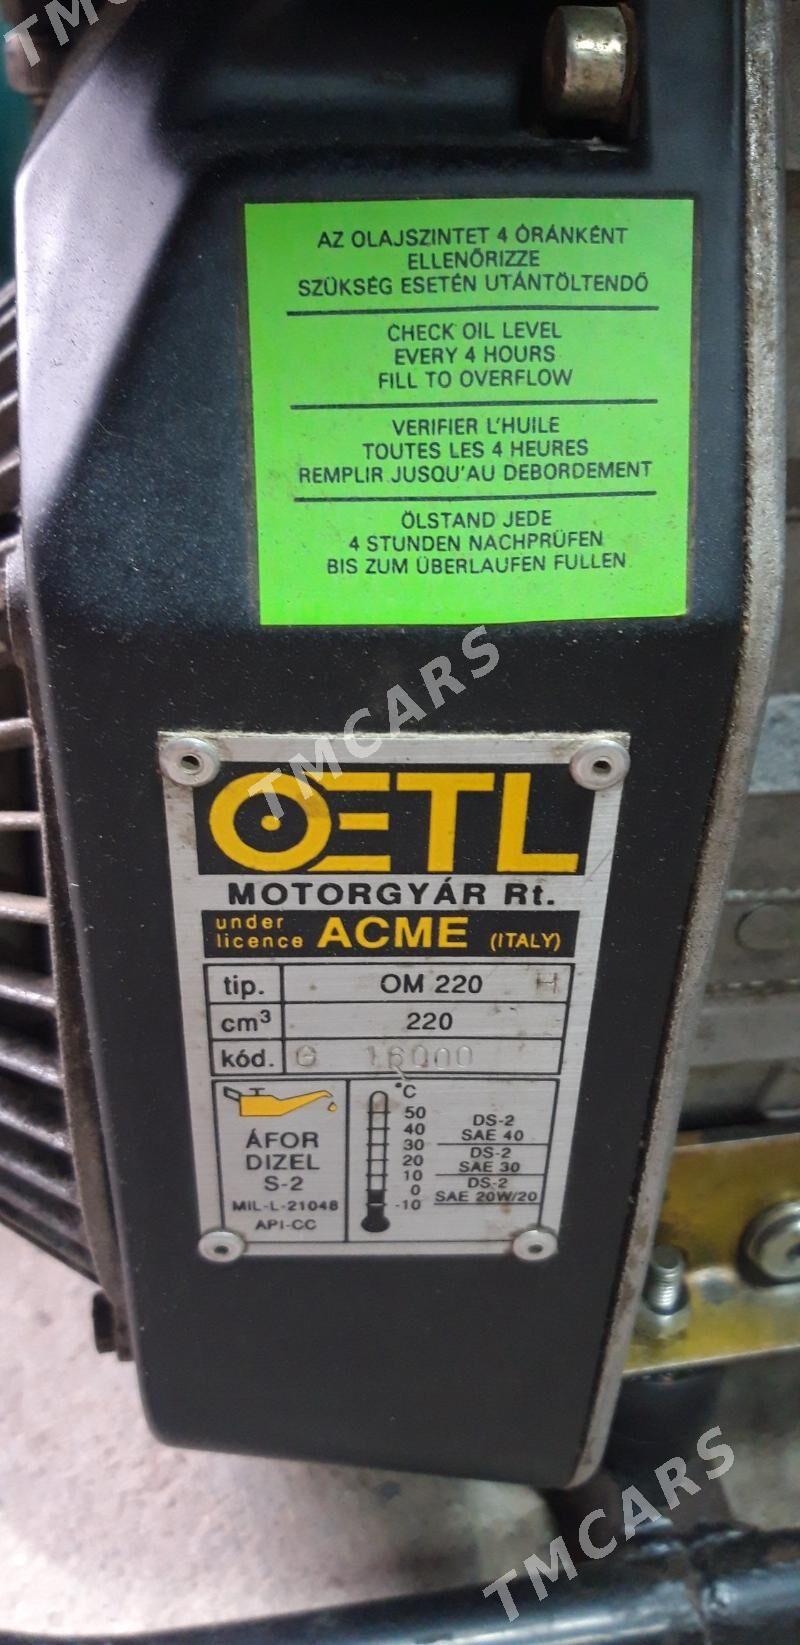 AZ OLAJSZINTET 4 ÓRÁNKÉNT
ELLENŐRIZZE
SZÜKSÉG ESETÉN UTÁNTÖLTENDŐ
CHECK OIL LEVEL
EVERY 4 HOURS
FILL TO OVERFLOW
VERIFIER L'HUILE
TOUTES LES 4 HEURES
REMPLIR JUSQU'AU DEBORDEMENT
ÖLSTAND JEDE
4 STUNDEN NACHPRÜFEN
BIS ZUM ÜBERLAUFEN FULLEN
TMCARS
OETL
MOTORGYÁR Rt.
under licence ACME (ITALY)
tip. OM 220 H
cm³ 220
kód. G 16000
ÁFOR
DIZEL
S-2
MIL-L-21048
API-CC
°C
50
40
30
20
10
0
-10
DS-2
SAE 40
DS-2
SAE 30
DS-2
SAE 20W/20
TMCARS